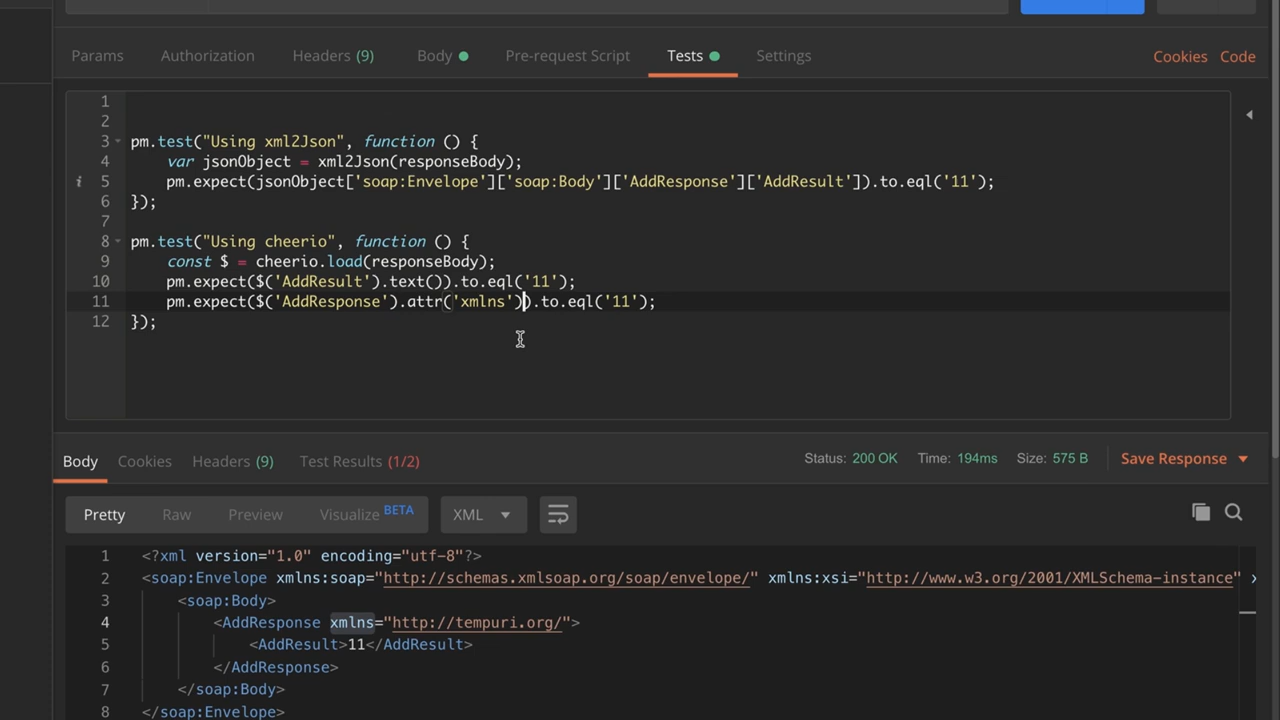 Params Authorization Headers (9) Body Pre-request Script Tests Settings Cookies Code
1
2
3 pm.test("Using xml2Json", function () {
4 var jsonObject = xml2Json(responseBody);
i 5 pm.expect(jsonObject['soap:Envelope']['soap:Body']['AddResponse']['AddResult']).to.eql('11');
6 });
7
8 pm.test("Using cheerio", function () {
9 const $ = cheerio.load(responseBody);
10 pm.expect($('AddResult').text()).to.eql('11');
11 pm.expect($('AddResponse').attr('xmlns')).to.eql('11');
12 });
Body Cookies Headers (9) Test Results (1/2) Status: 200 OK Time: 194ms Size: 575 B Save Response
Pretty Raw Preview Visualize BETA XML
1 <?xml version="1.0" encoding="utf-8"?>
2 <soap:Envelope xmlns:soap="http://schemas.xmlsoap.org/soap/envelope/" xmlns:xsi="http://www.w3.org/2001/XMLSchema-instance" x
3 <soap:Body>
4 <AddResponse xmlns="http://tempuri.org/">
5 <AddResult>11</AddResult>
6 </AddResponse>
7 </soap:Body>
8 </soap:Envelope>